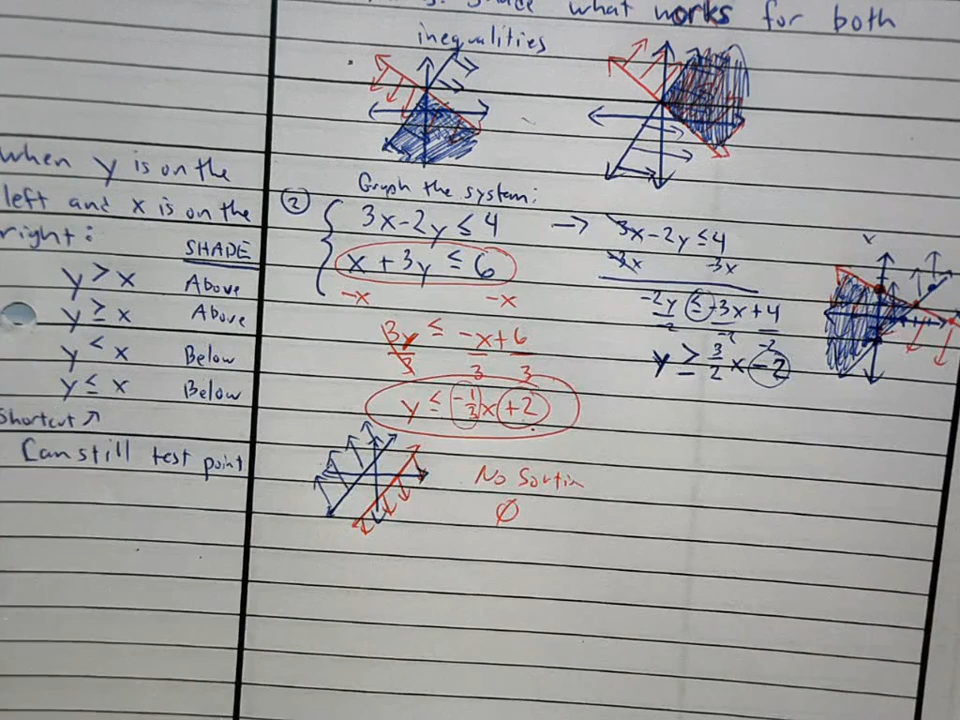 Shade what works for both
inequalities
When y is on the
left and x is on the
right:
SHADE
y > x Above
y ≥ x Above
y < x Below
y ≤ x Below
Shortcut ↗
Can still test point
Graph the system:
② { 3x-2y ≤ 4 → 3x-2y ≤ 4
x + 3y ≤ 6 -3x -3x
-x -x
-2y ≤ -3x+4
-2 -2 -2
3y ≤ -x+6
3 3 3
y ≥ 3/2 x -2
y ≤ -1/3 x +2
No
∅